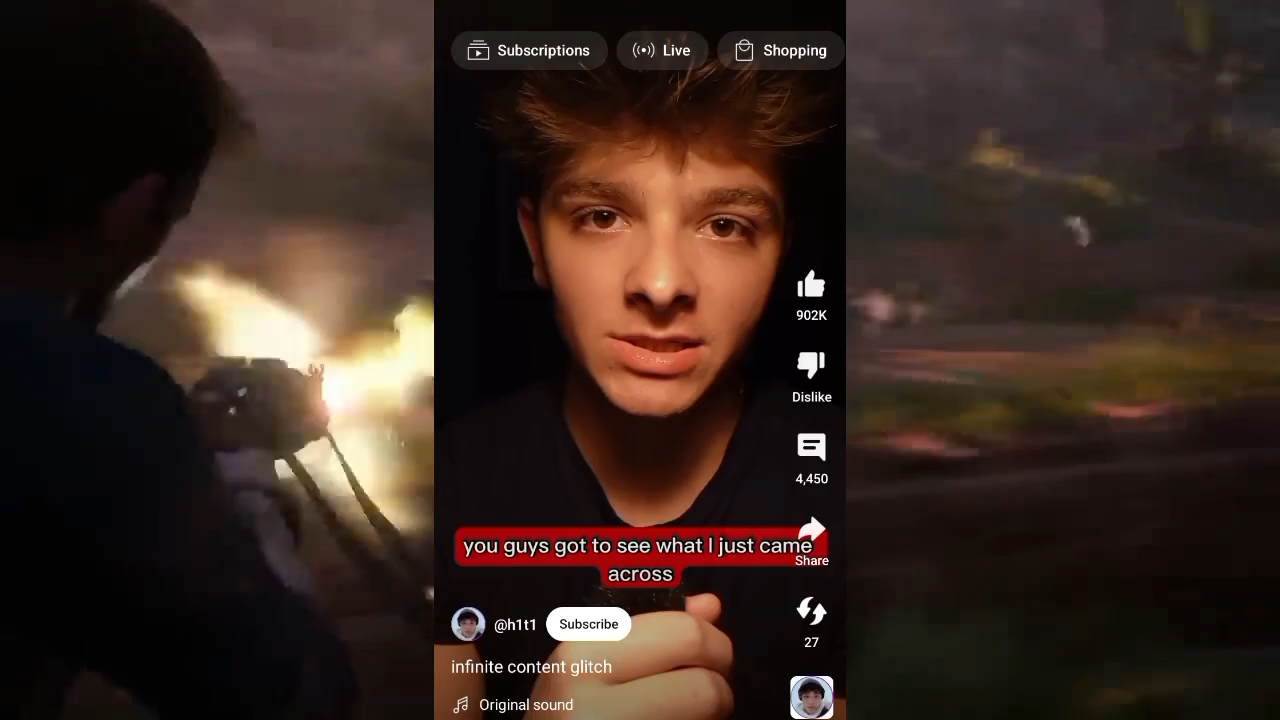 Subscriptions
Live
Shopping
902K
Dislike
4,450
you guys got to see what I just came
across
Share
@h1t1
Subscribe
27
infinite content glitch
Original sound